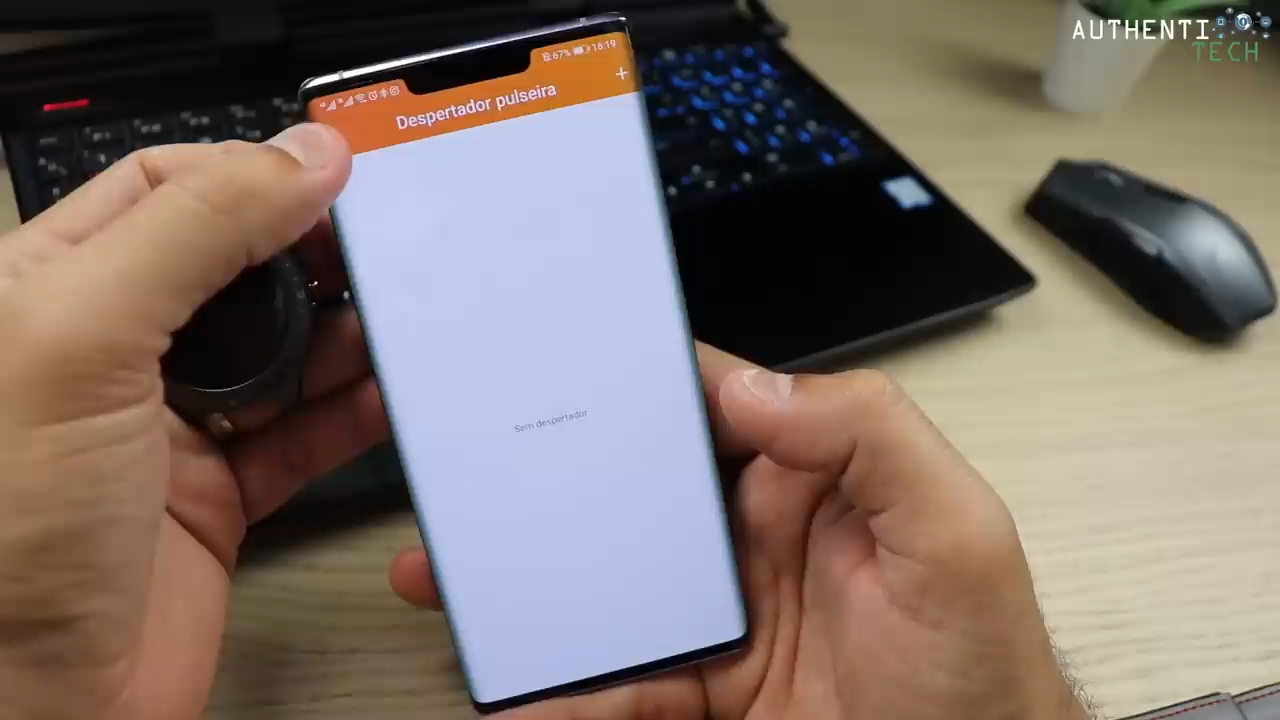 AUTHENTI
TECH
67% 16:19
Despertador pulseira
+
Sem despertador